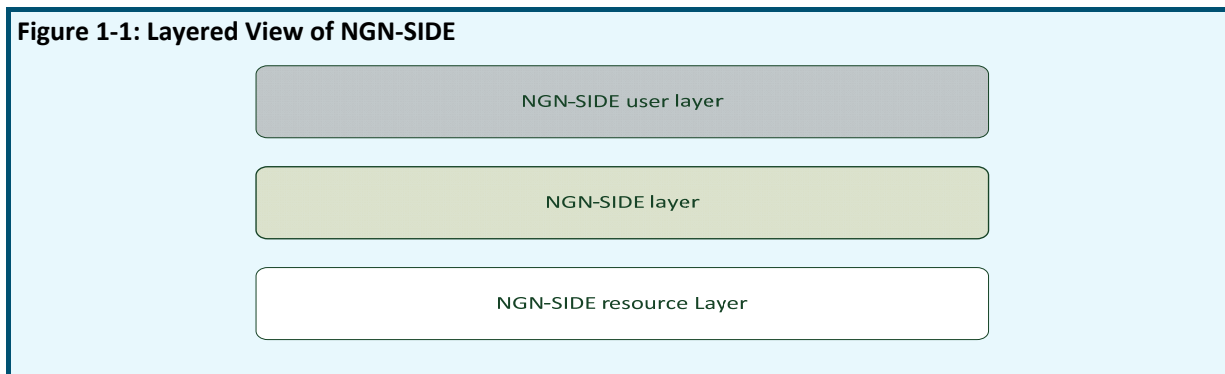 Figure 1-1: Layered View of NGN-SIDE
NGN-SIDE user layer
NGN-SIDE layer
NGN-SIDE resource Layer